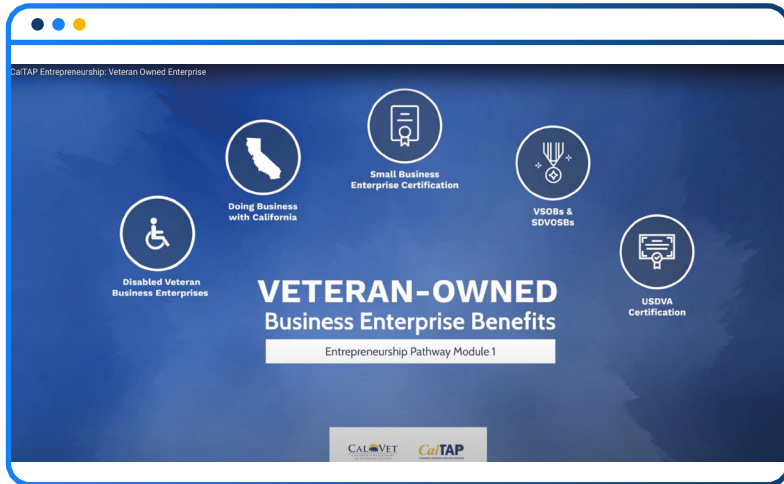 CalTAP Entrepreneurship: Veteran Owned Enterprise
Small Business
Enterprise Certification
Doing Business
with California
VSOBs &
SDVOSBs
Disabled Veteran
Business Enterprises
USDVA
Certification
VETERAN-OWNED
Business Enterprise Benefits
Entrepreneurship Pathway Module 1
CALVET
CalTAP